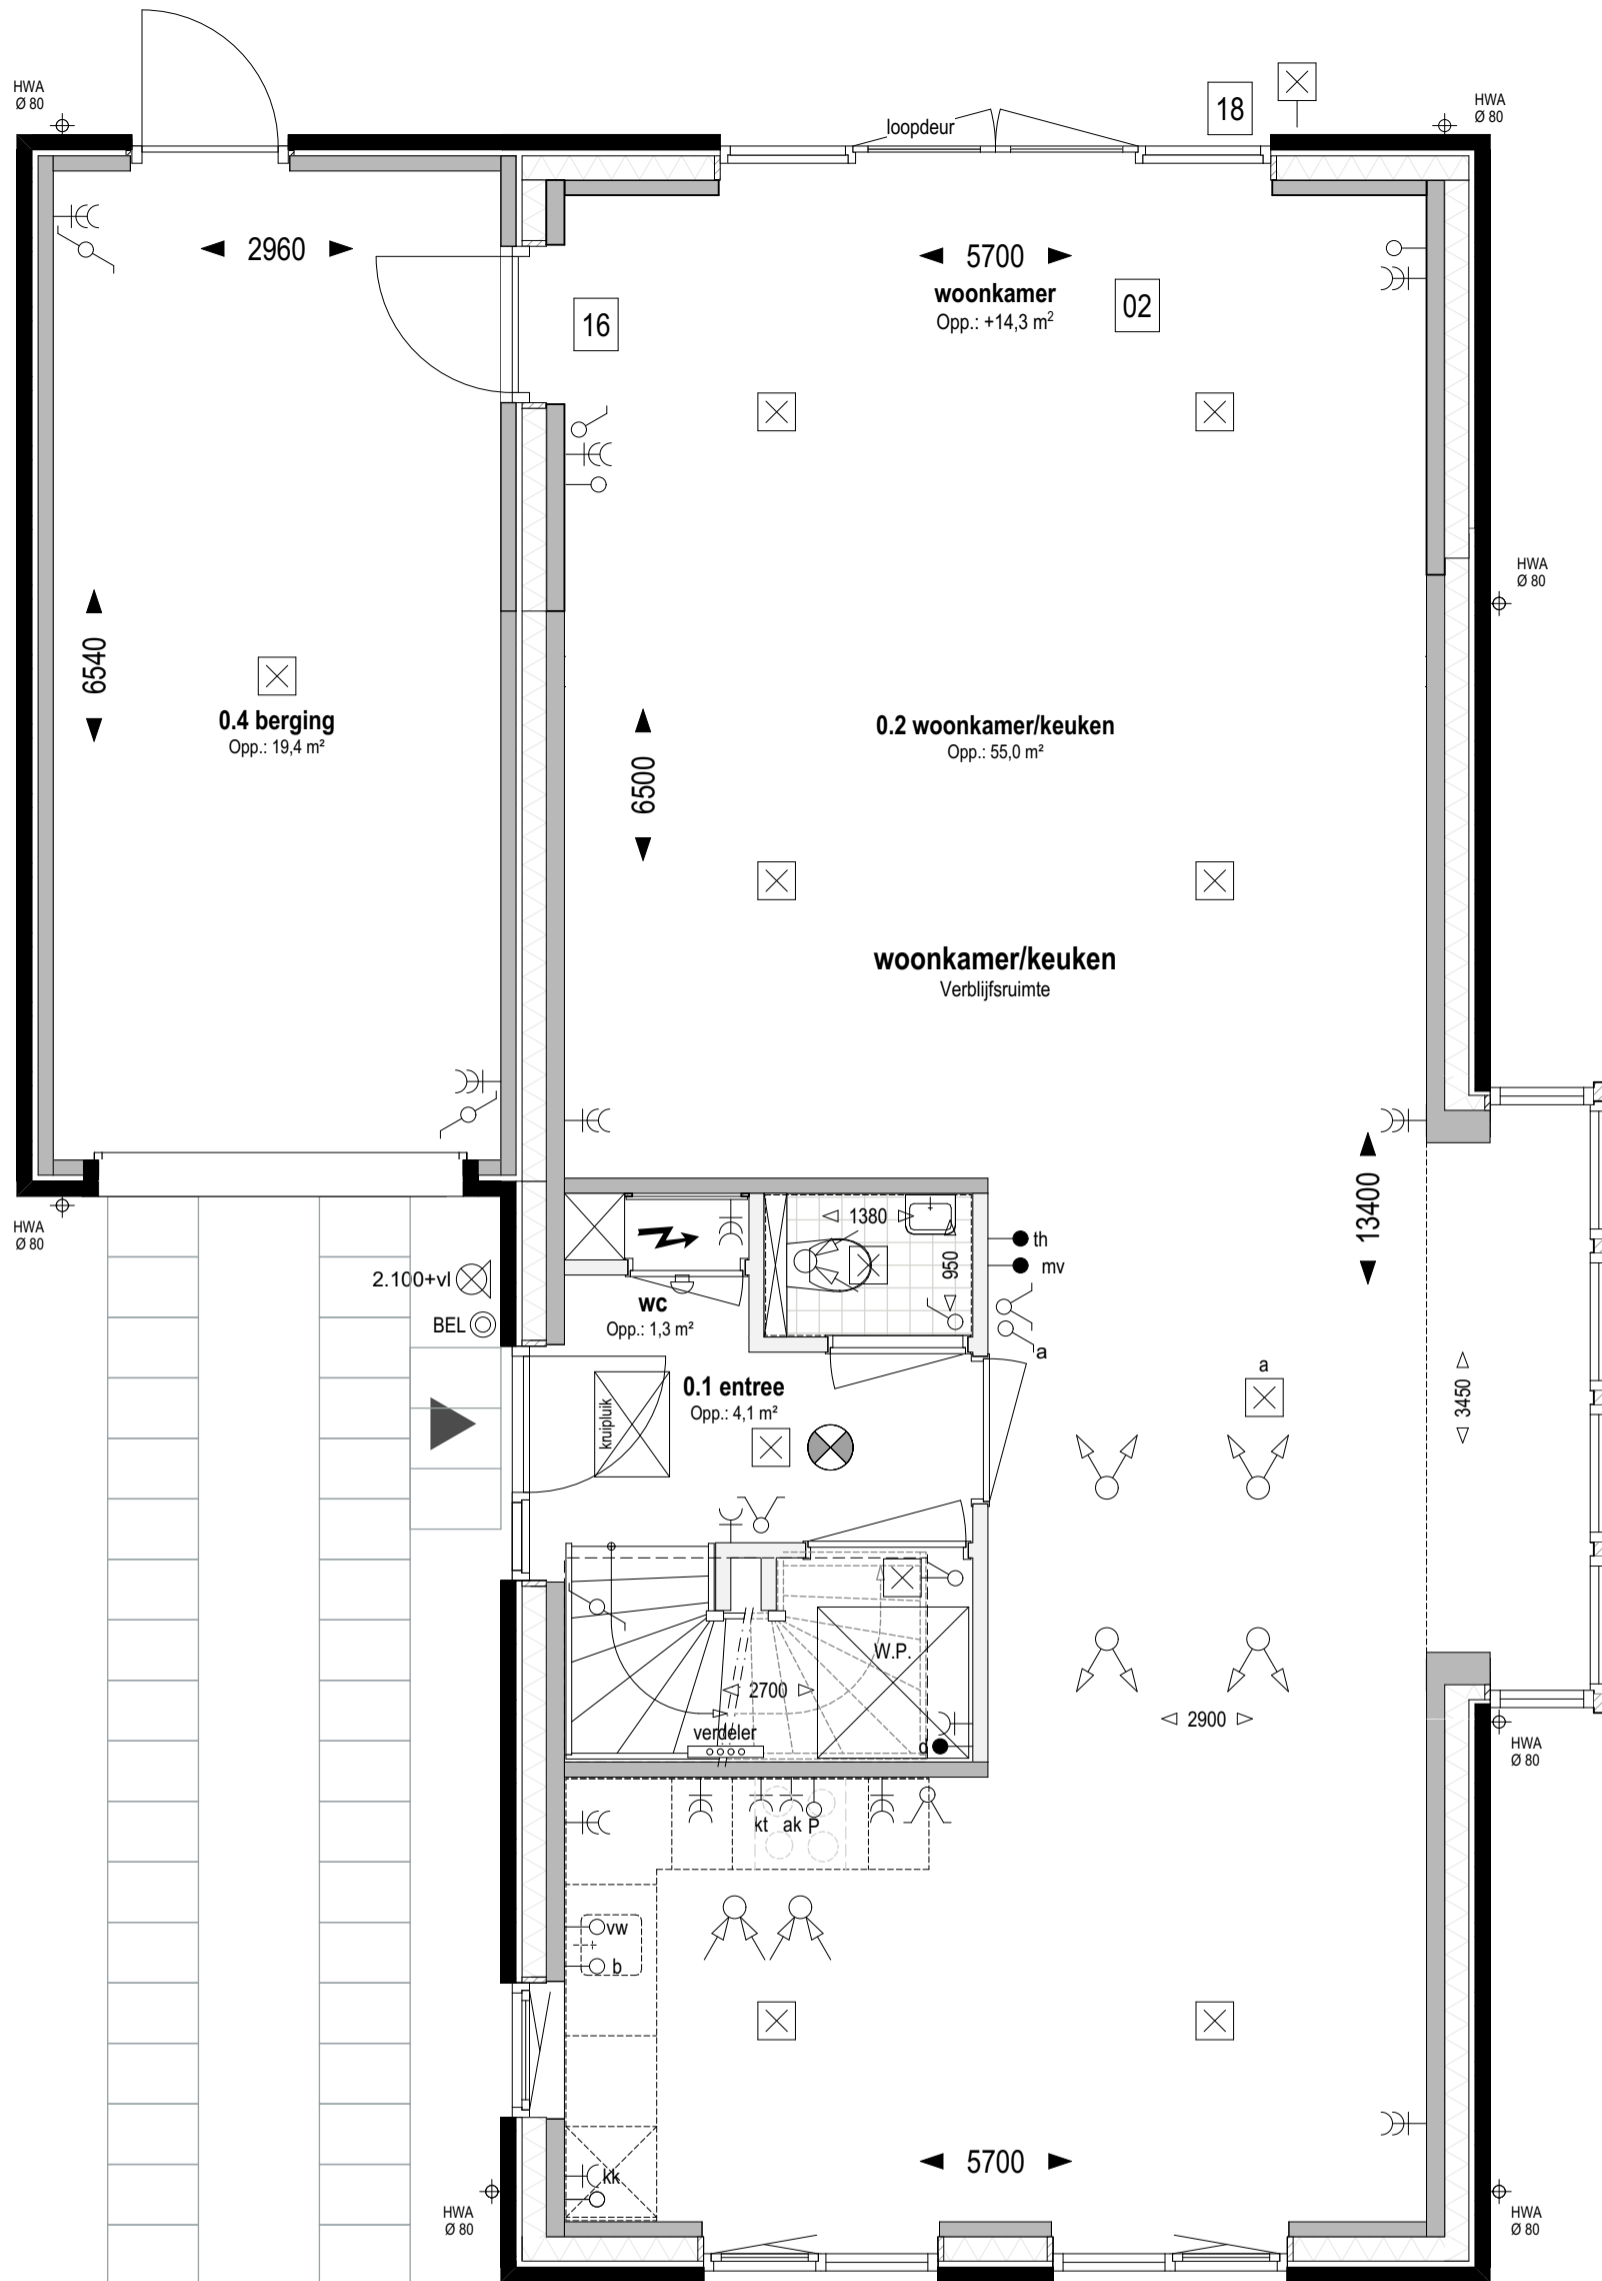 HWA
Ø 80
loopdeur
18
HWA
Ø 80
2960
5700
woonkamer
Opp.: +14,3 m²
02
16
HWA
Ø 80
6540
0.4 berging
Opp.: 19,4 m²
6500
0.2 woonkamer/keuken
Opp.: 55,0 m²
woonkamer/keuken
Verblijfsruimte
13400
HWA
Ø 80
1380
950
th
mv
2.100+vl
BEL
wc
Opp.: 1,3 m²
a
a
0.1 entree
Opp.: 4,1 m²
kruipluik
3450
W.P.
2700
2900
verdeler
g
HWA
Ø 80
kt
ak
P
vw
b
5700
kk
HWA
Ø 80
HWA
Ø 80